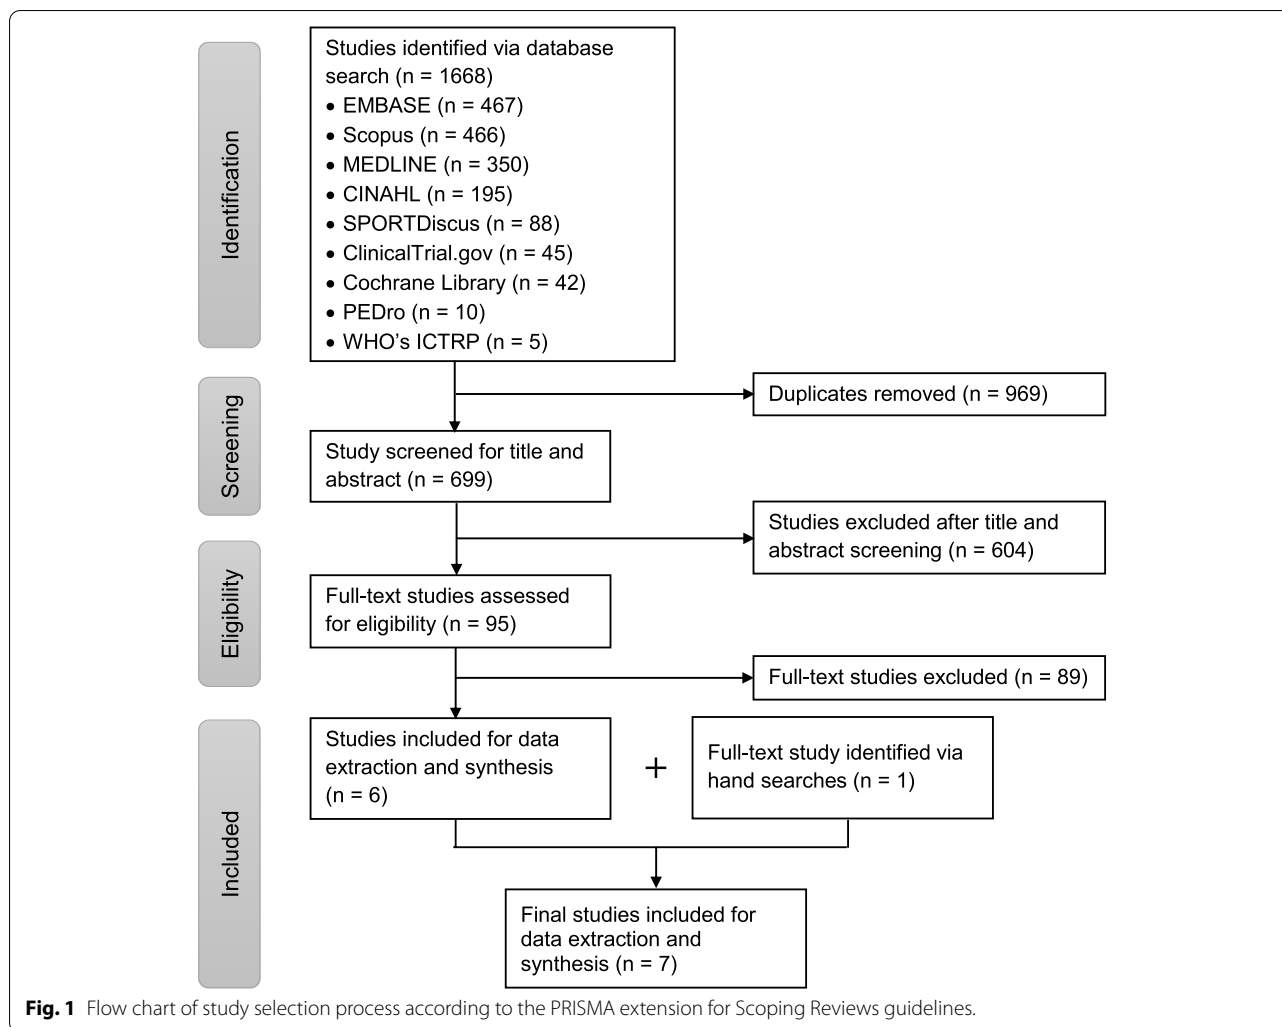 Identification
Studies identified via database
search (n = 1668)
• EMBASE (n = 467)
• Scopus (n = 466)
• MEDLINE (n = 350)
• CINAHL (n = 195)
• SPORTDiscus (n = 88)
• ClinicalTrial.gov (n = 45)
• Cochrane Library (n = 42)
• PEDro (n = 10)
• WHO's ICTRP (n = 5)
Screening
Duplicates removed (n = 969)
Study screened for title and
abstract (n = 699)
Studies excluded after title and
abstract screening (n = 604)
Eligibility
Full-text studies assessed
for eligibility (n = 95)
Full-text studies excluded (n = 89)
Included
Studies included for data
extraction and synthesis
(n = 6)
+
Full-text study identified via
hand searches (n = 1)
Final studies included for
data extraction and
synthesis (n = 7)
Fig. 1 Flow chart of study selection process according to the PRISMA extension for Scoping Reviews guidelines.